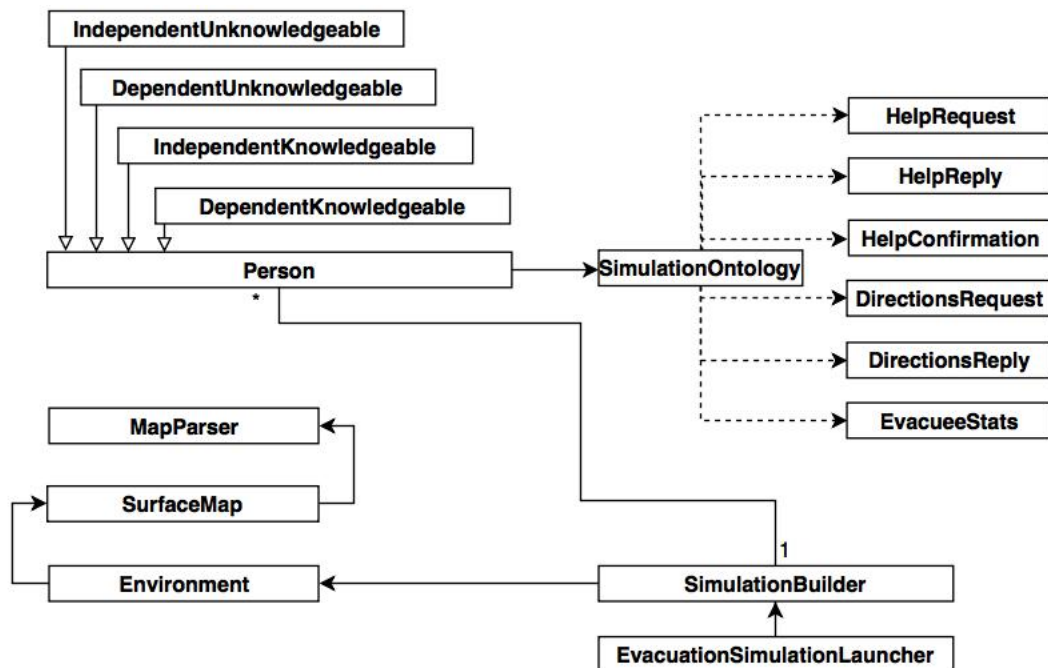 IndependentUnknowledgeable
DependentUnknowledgeable
IndependentKnowledgeable
DependentKnowledgeable
Person
*
SimulationOntology
HelpRequest
HelpReply
HelpConfirmation
DirectionsRequest
DirectionsReply
EvacueeStats
MapParser
SurfaceMap
Environment
1
SimulationBuilder
EvacuationSimulationLauncher